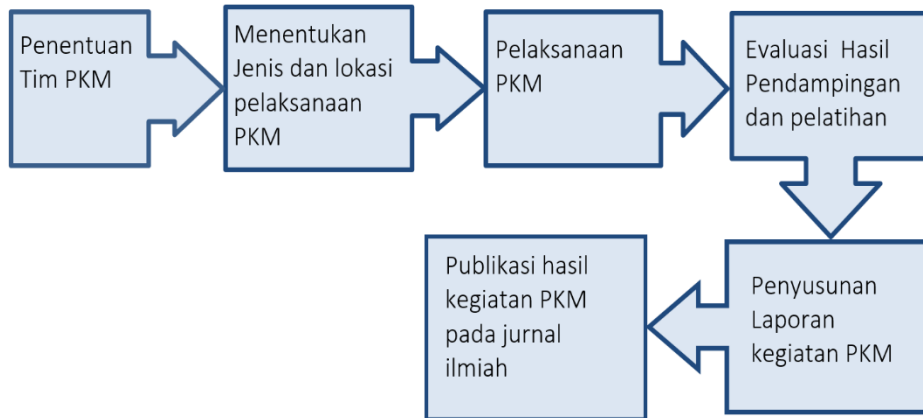 Penentuan
Tim PKM
Menentukan
Jenis dan lokasi
pelaksanaan
PKM
Pelaksanaan
PKM
Evaluasi Hasil
Pendampingan
dan pelatihan
Penyusunan
Laporan
kegiatan PKM
Publikasi hasil
kegiatan PKM
pada jurnal
ilmiah